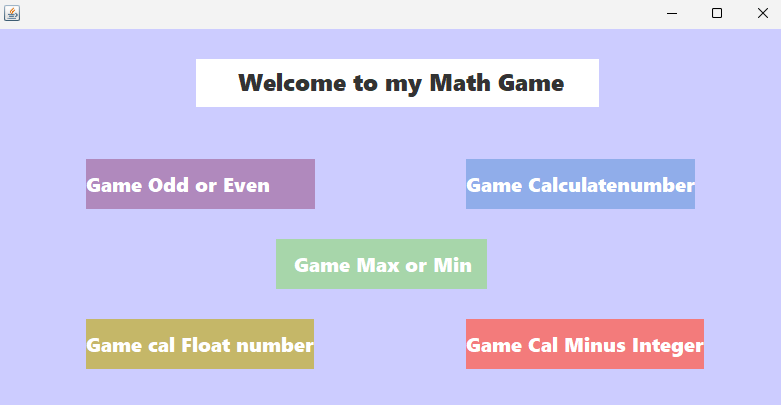 Welcome to my Math Game
Game Odd or Even
Game Calculatenumber
Game Max or Min
Game cal Float number
Game Cal Minus Integer